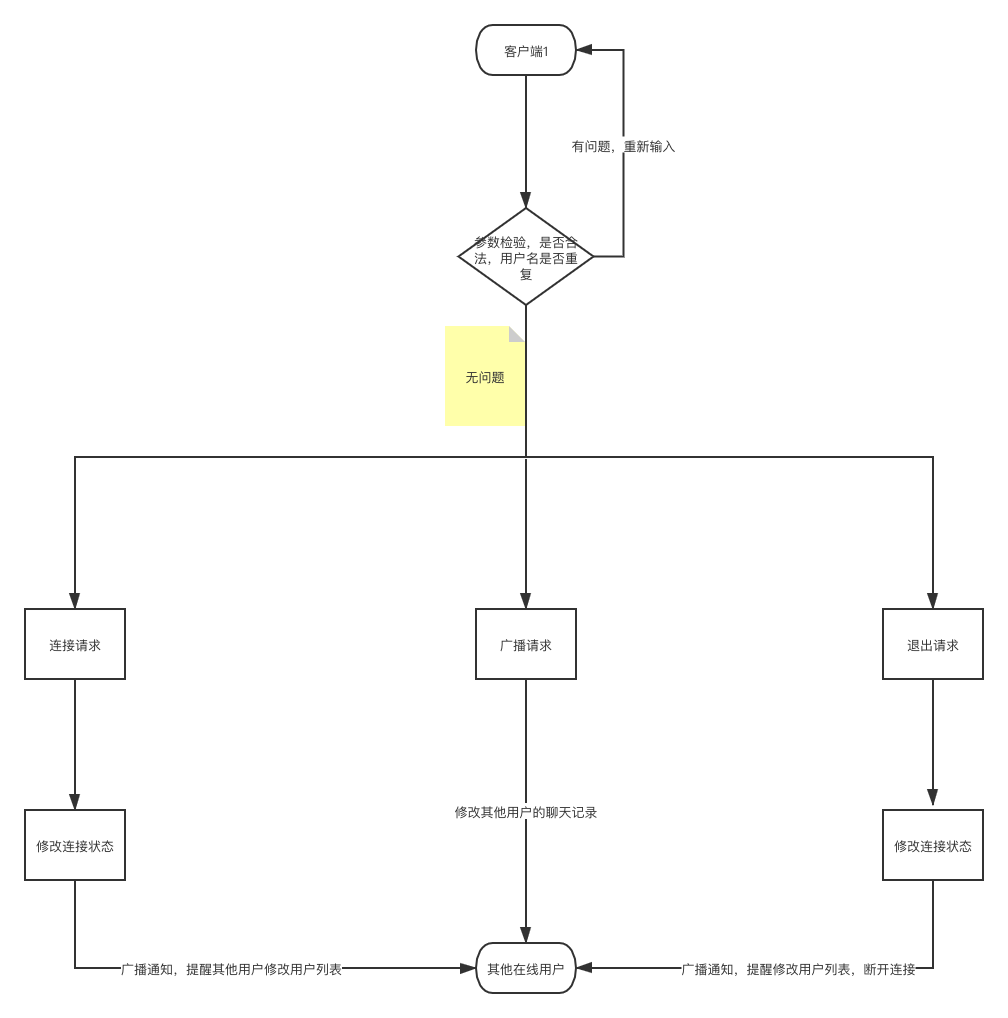 客户端1
有问题，重新输入
参数检验，是否合
法，用户名是否重
复
无问题
连接请求
广播请求
退出请求
修改其他用户的聊天记录
修改连接状态
修改连接状态
广播通知，提醒其他用户修改用户列表
其他在线用户
广播通知，提醒修改用户列表，断开连接